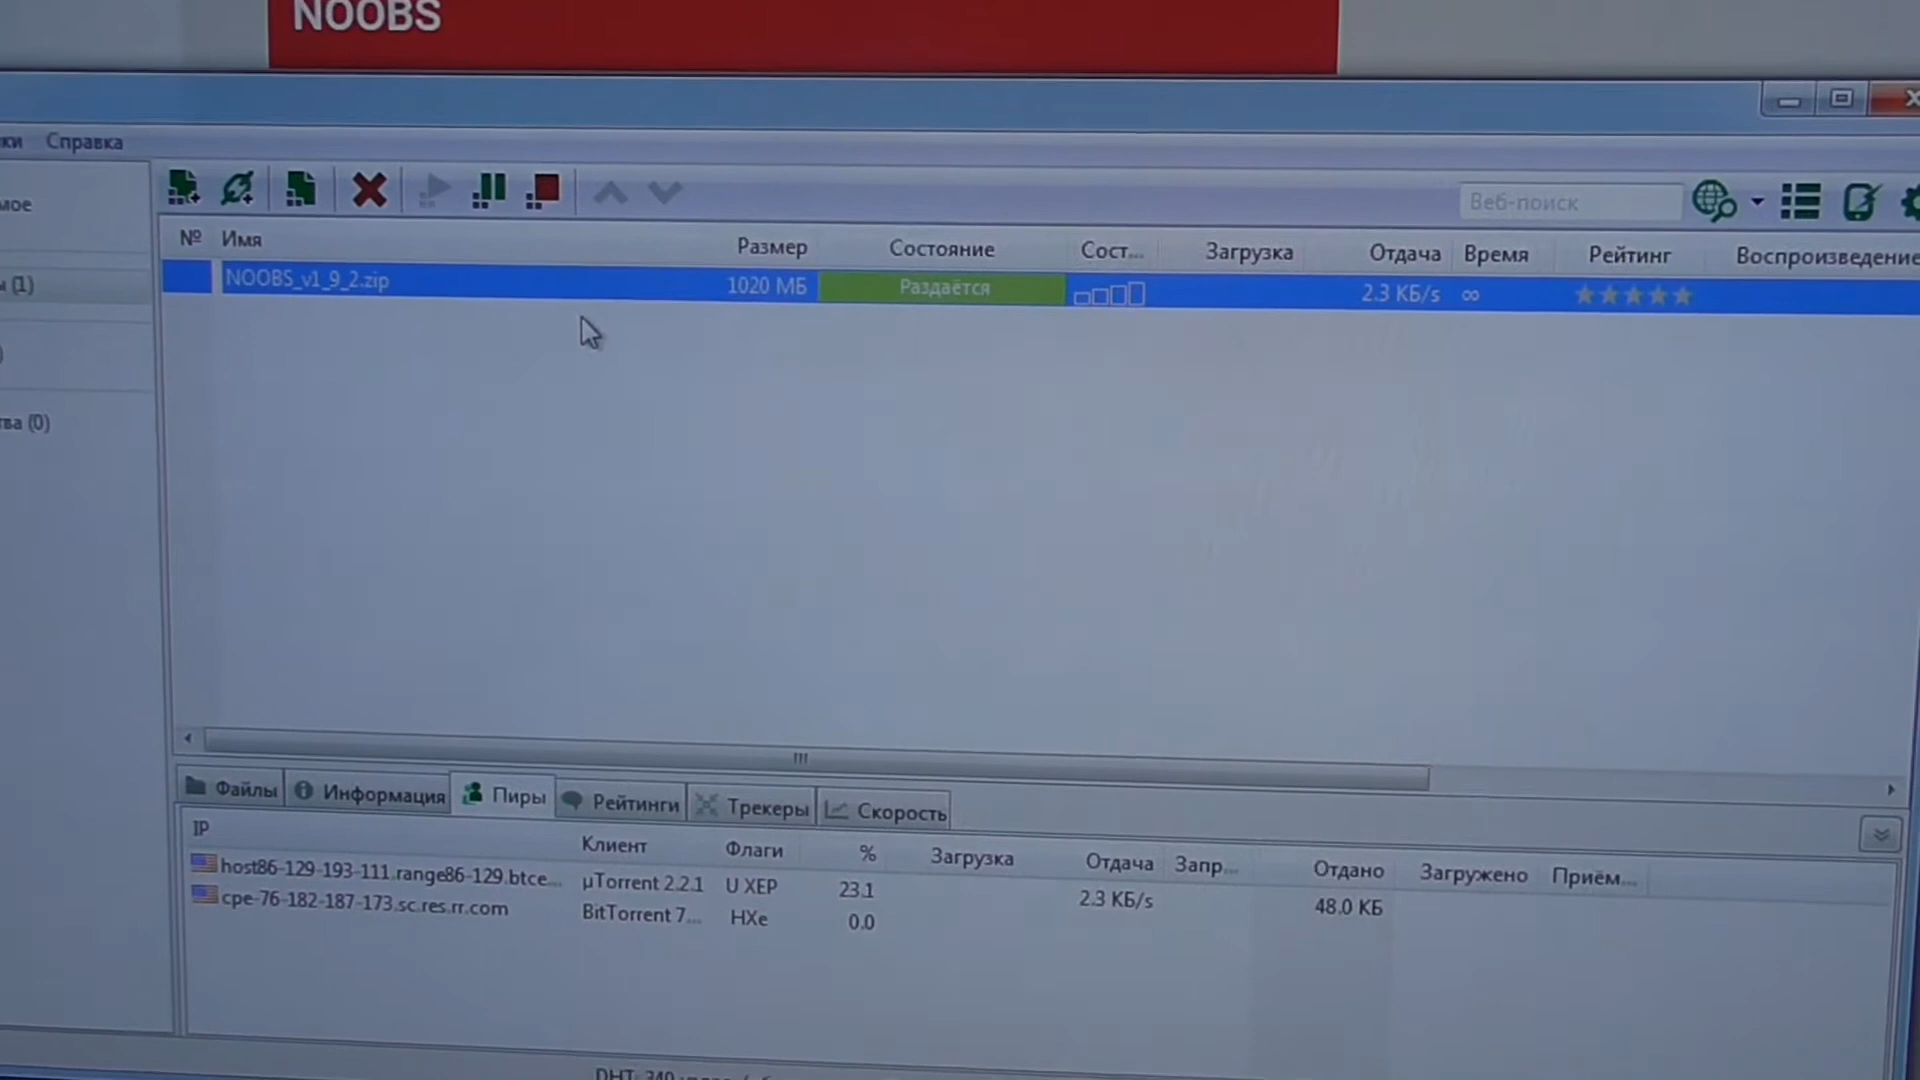 NOOBS
ки Справка
мое
Веб-поиск
№ Имя Размер Состояние Сост... Загрузка Отдача Время Рейтинг Воспроизведение
ы (1)
NOOBS_v1_9_2.zip 1020 МБ Раздаётся 2.3 КБ/s ∞
)
тва (0)
Файлы Информация Пиры Рейтинги Трекеры Скорость
IP Клиент Флаги % Загрузка Отдача Запр... Отдано Загружено Приём...
host86-129-193-111.range86-129.btce... µTorrent 2.2.1 U XEP 23.1 2.3 КБ/s 48.0 КБ
cpe-76-182-187-173.sc.res.rr.com BitTorrent 7... HXe 0.0
DHT: 340